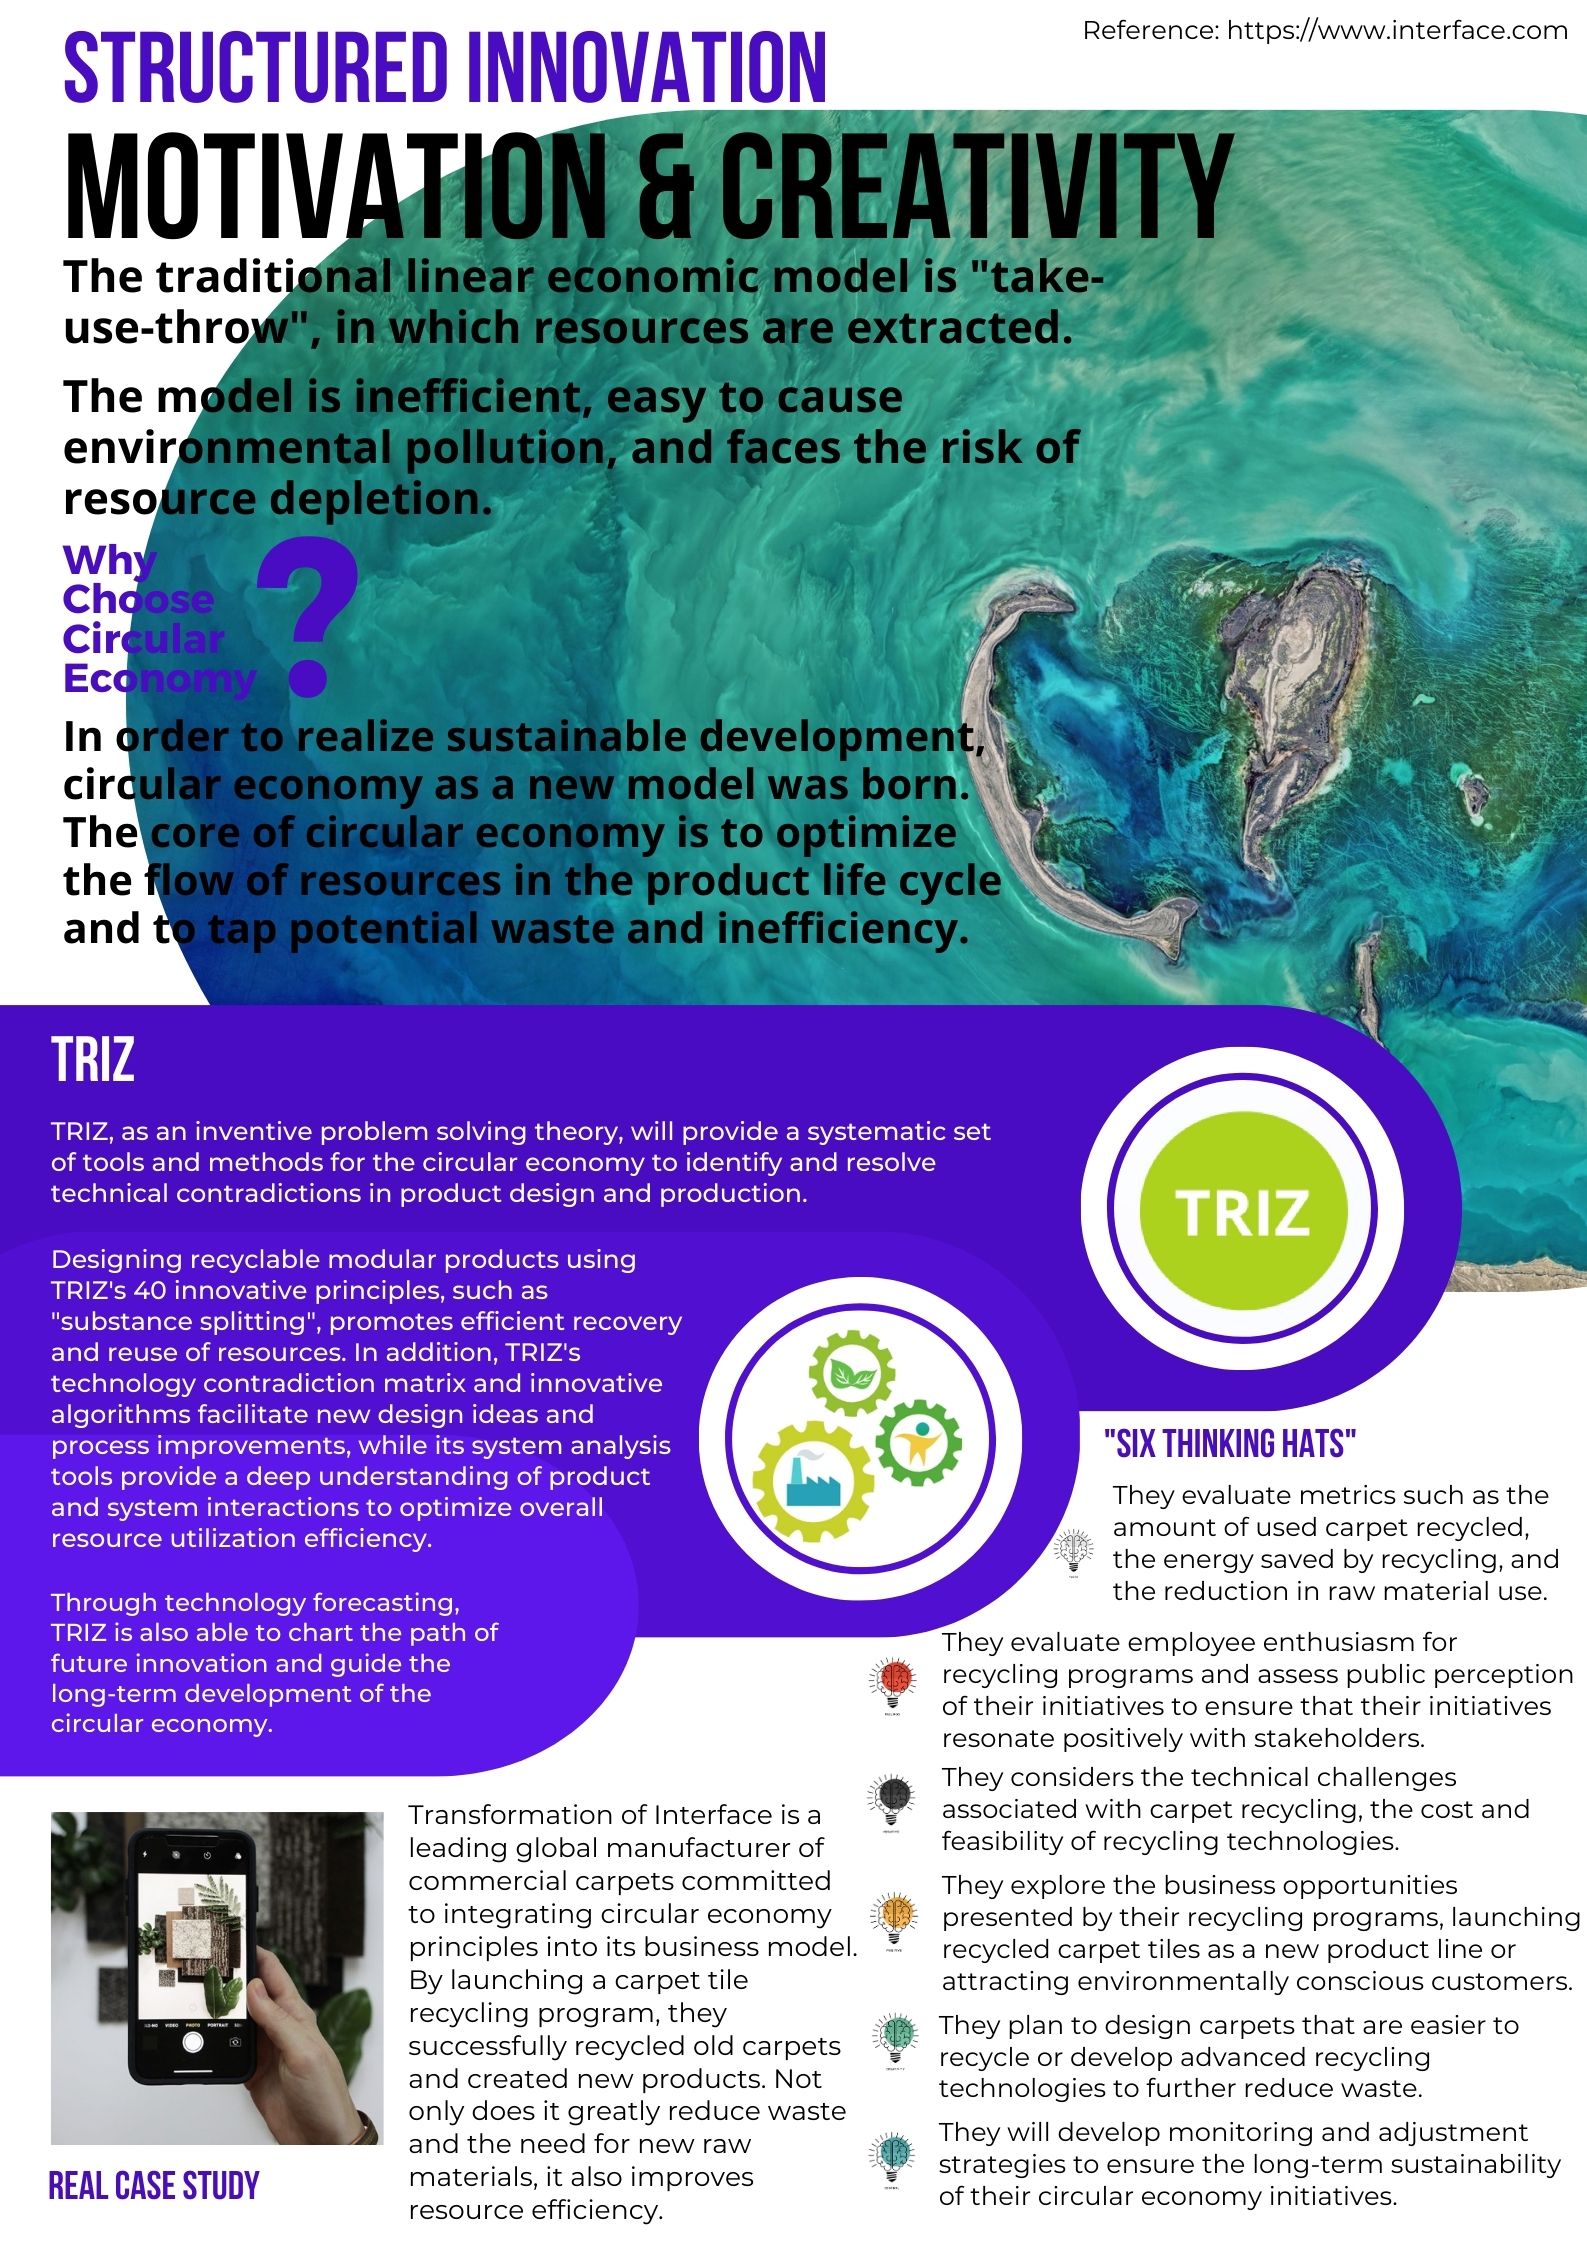 Reference: https://www.interface.com
STRUCTURED INNOVATION
MOTIVATION & CREATIVITY
The traditional linear economic model is "take-
use-throw", in which resources are extracted.
The model is inefficient, easy to cause
environmental pollution, and faces the risk of
resource depletion.
Why
Choose
Circular
Economy
?
In order to realize sustainable development,
circular economy as a new model was born.
The core of circular economy is to optimize
the flow of resources in the product life cycle
and to tap potential waste and inefficiency.
TRIZ
TRIZ, as an inventive problem solving theory, will provide a systematic set
of tools and methods for the circular economy to identify and resolve
technical contradictions in product design and production.
TRIZ
Designing recyclable modular products using
TRIZ's 40 innovative principles, such as
"substance splitting", promotes efficient recovery
and reuse of resources. In addition, TRIZ's
technology contradiction matrix and innovative
algorithms facilitate new design ideas and
process improvements, while its system analysis
tools provide a deep understanding of product
and system interactions to optimize overall
resource utilization efficiency.
Through technology forecasting,
TRIZ is also able to chart the path of
future innovation and guide the
long-term development of the
circular economy.
"SIX THINKING HATS"
They evaluate metrics such as the
amount of used carpet recycled,
the energy saved by recycling, and
the reduction in raw material use.
They evaluate employee enthusiasm for
recycling programs and assess public perception
of their initiatives to ensure that their initiatives
resonate positively with stakeholders.
They considers the technical challenges
associated with carpet recycling, the cost and
feasibility of recycling technologies.
They explore the business opportunities
presented by their recycling programs, launching
recycled carpet tiles as a new product line or
attracting environmentally conscious customers.
They plan to design carpets that are easier to
recycle or develop advanced recycling
technologies to further reduce waste.
They will develop monitoring and adjustment
strategies to ensure the long-term sustainability
of their circular economy initiatives.
VIDEO PHOTO PORTRAIT
REAL CASE STUDY
Transformation of Interface is a
leading global manufacturer of
commercial carpets committed
to integrating circular economy
principles into its business model.
By launching a carpet tile
recycling program, they
successfully recycled old carpets
and created new products. Not
only does it greatly reduce waste
and the need for new raw
materials, it also improves
resource efficiency.